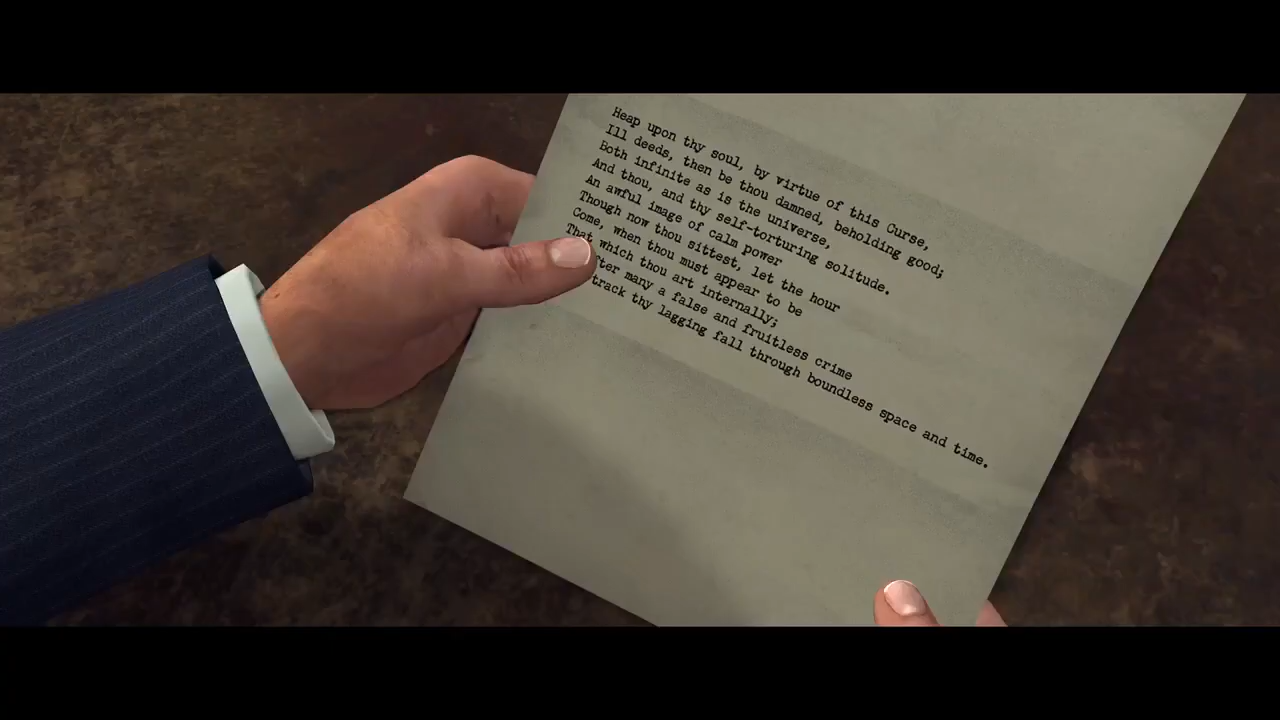 Heap upon thy soul, by virtue of this Curse,
Ill deeds, then be thou damned, beholding good;
Both infinite as is the universe,
And thou, and thy self-torturing solitude.
An awful image of calm power
Though now thou sittest, let the hour
Come, when thou must appear to be
That which thou art internally;
many a false and fruitless crime
track thy lagging fall through boundless space and time.